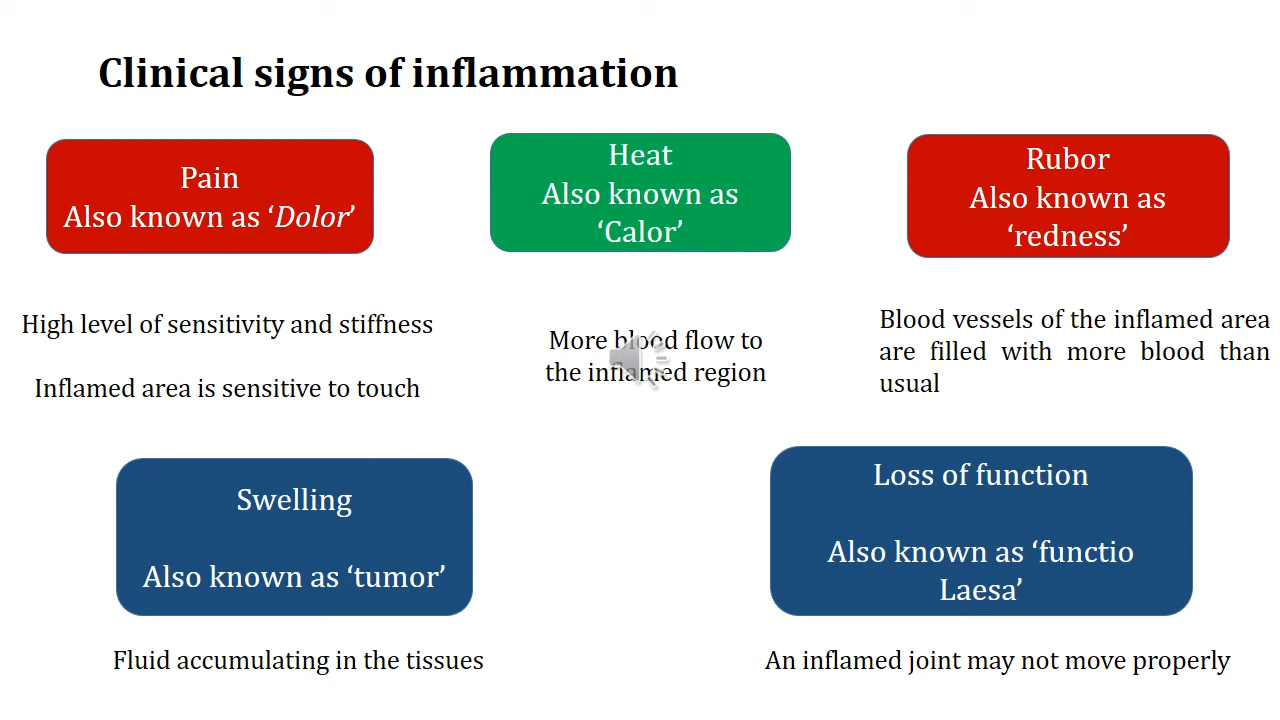 Clinical signs of inflammation
Pain
Also known as ‘Dolor’
Heat
Also known as
‘Calor’
Rubor
Also known as
‘redness’
High level of sensitivity and stiffness
Inflamed area is sensitive to touch
More blood flow to
the inflamed region
Blood vessels of the inflamed area
are filled with more blood than
usual
Swelling
Also known as ‘tumor’
Loss of function
Also known as ‘functio
Laesa’
Fluid accumulating in the tissues
An inflamed joint may not move properly